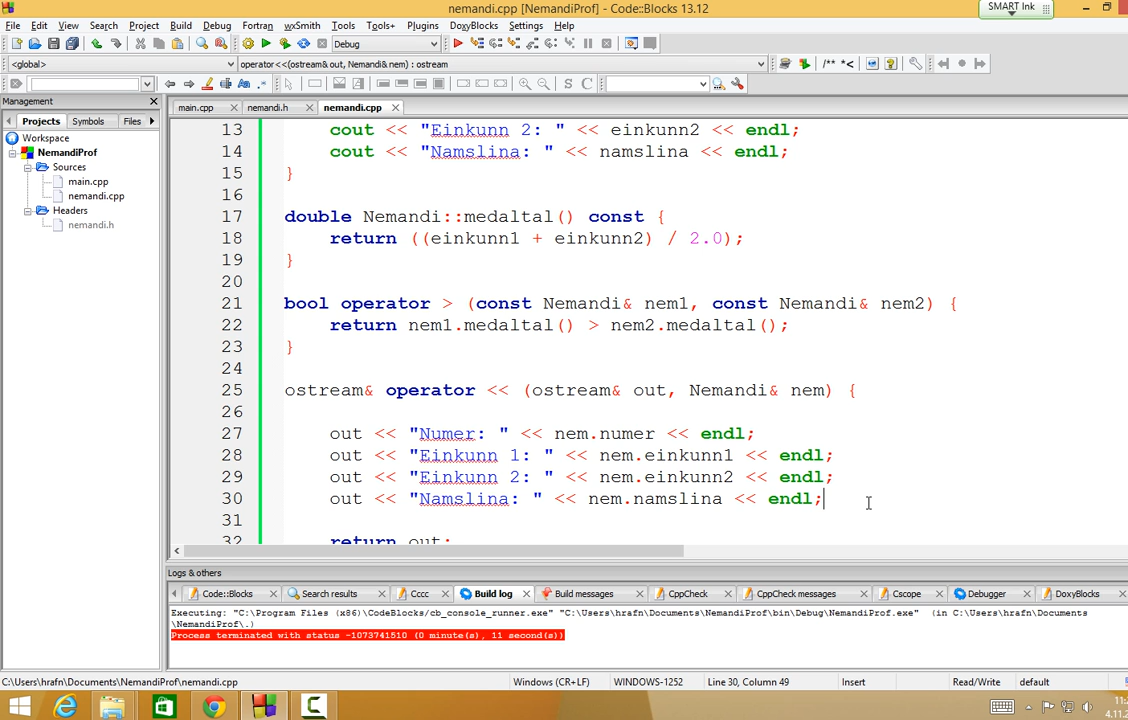 nemandi.cpp [NemandiProf] - Code::Blocks 13.12
SMART Ink
File Edit View Search Project Build Debug Fortran wxSmith Tools Tools+ Plugins DoxyBlocks Settings Help
Debug
/** *<
<global>
operator<<(ostream& out, Nemandi& nem) : ostream
Aa .*
S C
Management
main.cpp nemandi.h nemandi.cpp
Projects Symbols Files
Workspace
NemandiProf
Sources
main.cpp
nemandi.cpp
Headers
nemandi.h
13 cout << "Einkunn 2: " << einkunn2 << endl;
14 cout << "Namslina: " << namslina << endl;
15 }
16
17 double Nemandi::medaltal() const {
18 return ((einkunn1 + einkunn2) / 2.0);
19 }
20
21 bool operator > (const Nemandi& nem1, const Nemandi& nem2) {
22 return nem1.medaltal() > nem2.medaltal();
23 }
24
25 ostream& operator << (ostream& out, Nemandi& nem) {
26
27 out << "Numer: " << nem.numer << endl;
28 out << "Einkunn 1: " << nem.einkunn1 << endl;
29 out << "Einkunn 2: " << nem.einkunn2 << endl;
30 out << "Namslina: " << nem.namslina << endl;
31
32 return out;
Logs & others
Code::Blocks Search results Cccc Build log Build messages CppCheck CppCheck messages Cscope Debugger DoxyBlocks
Executing: "C:\Program Files (x86)\CodeBlocks/cb_console_runner.exe" "C:\Users\hrafn\Documents\NemandiProf\bin\Debug\NemandiProf.exe" (in C:\Users\hrafn\Documents
\NemandiProf\.)
Process terminated with status -1073741510 (0 minute(s), 11 second(s))
C:\Users\hrafn\Documents\NemandiProf\nemandi.cpp Windows (CR+LF) WINDOWS-1252 Line 30, Column 49 Insert Read/Write default
4.11.2